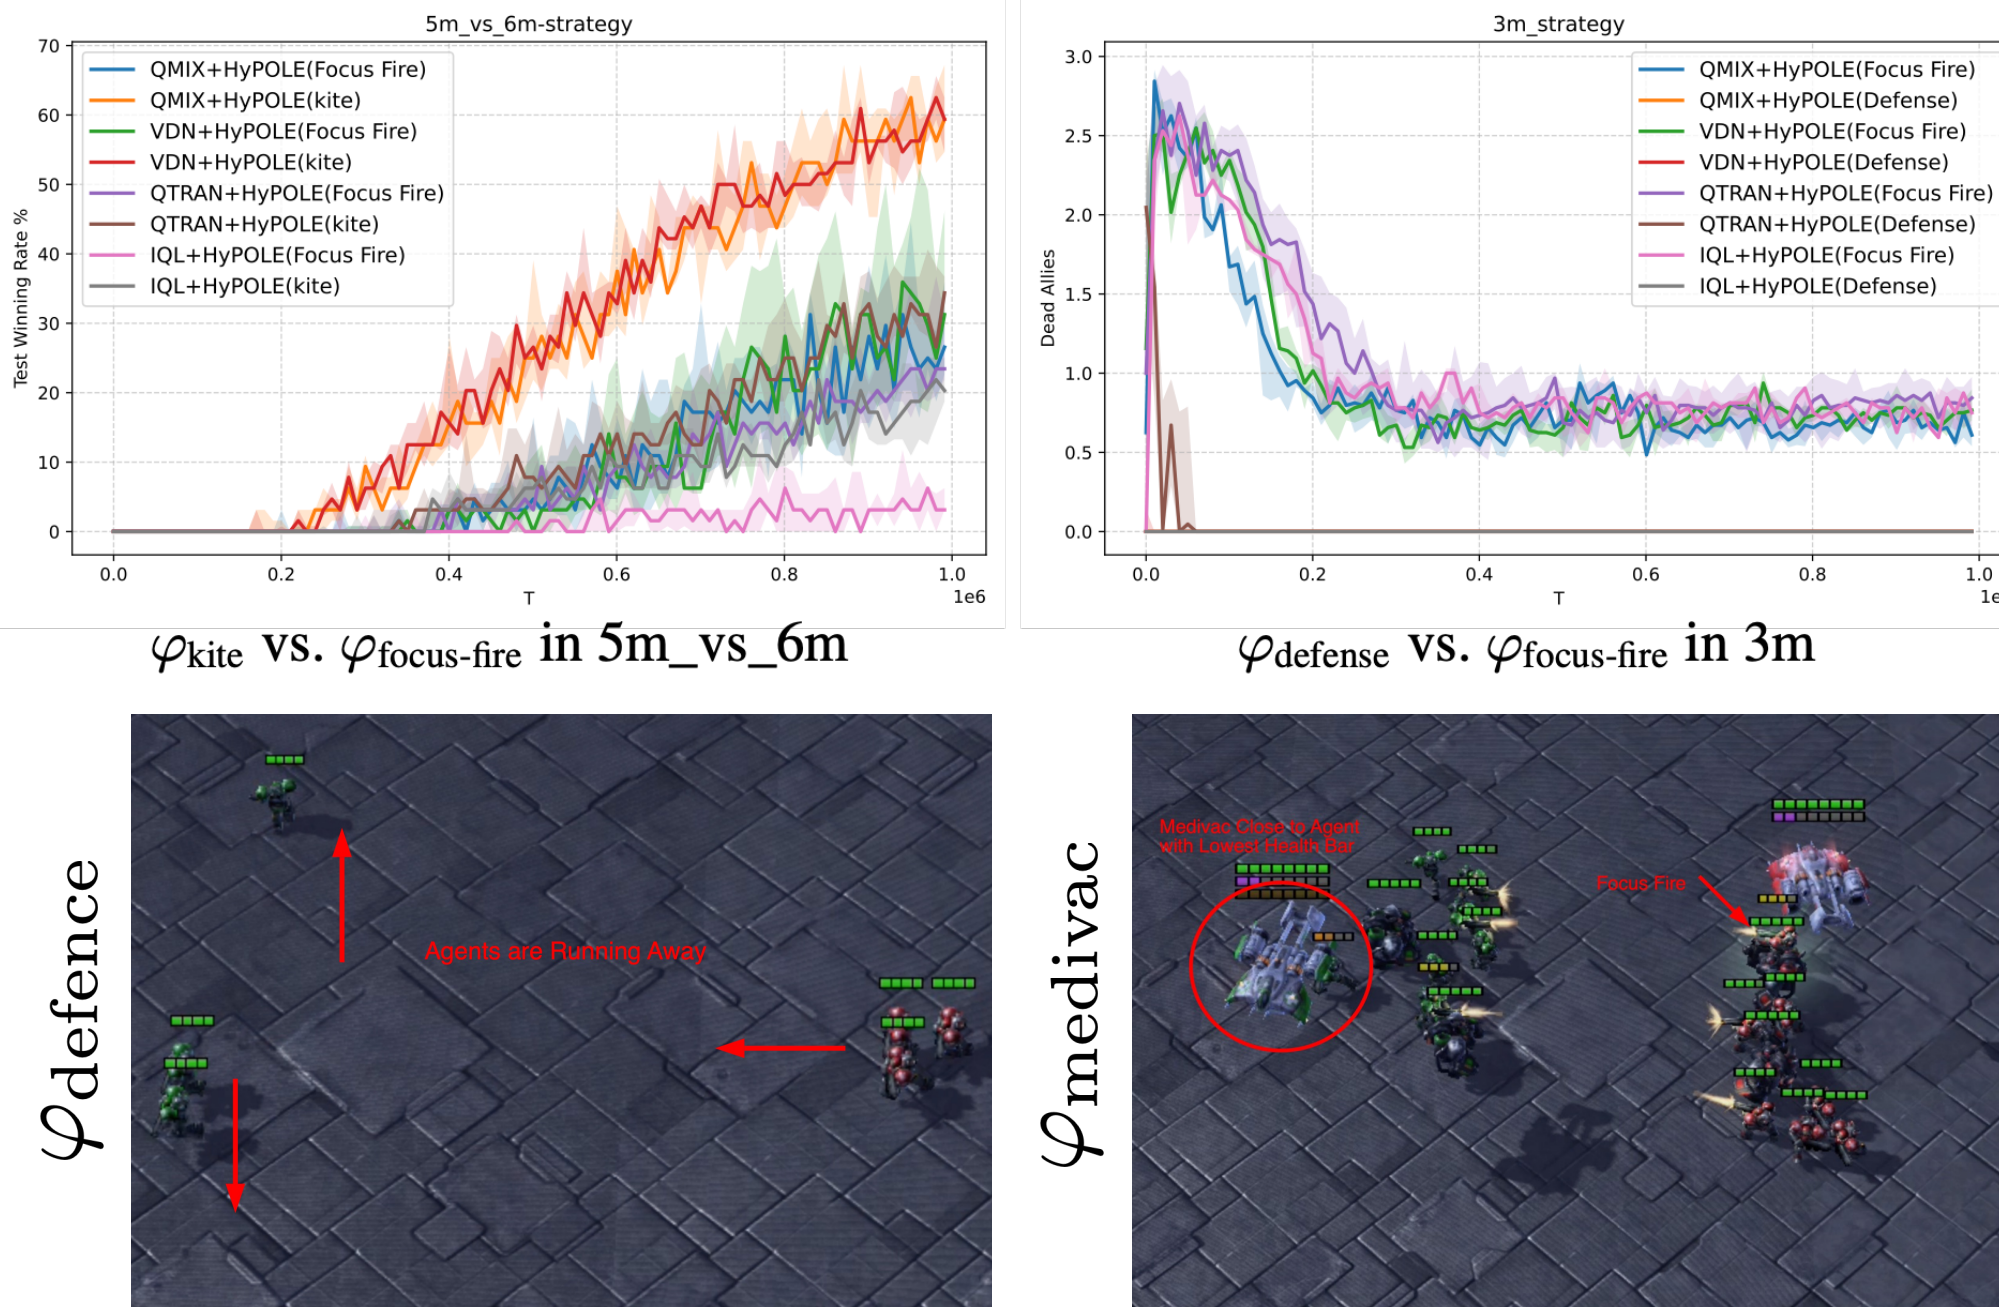 5m_vs_6m-strategy
Test Winning Rate %
70
60
50
40
30
20
10
0
QMIX+HyPOLE(Focus Fire)
QMIX+HyPOLE(kite)
VDN+HyPOLE(Focus Fire)
VDN+HyPOLE(kite)
QTRAN+HyPOLE(Focus Fire)
QTRAN+HyPOLE(kite)
IQL+HyPOLE(Focus Fire)
IQL+HyPOLE(kite)
0.0 0.2 0.4 0.6 0.8 1.0
T
1e6
3m_strategy
Dead Allies
3.0
2.5
2.0
1.5
1.0
0.5
0.0
QMIX+HyPOLE(Focus Fire)
QMIX+HyPOLE(Defense)
VDN+HyPOLE(Focus Fire)
VDN+HyPOLE(Defense)
QTRAN+HyPOLE(Focus Fire)
QTRAN+HyPOLE(Defense)
IQL+HyPOLE(Focus Fire)
IQL+HyPOLE(Defense)
0.0 0.2 0.4 0.6 0.8 1.0
T
1e
φkite vs. φfocus-fire in 5m_vs_6m
φdefense vs. φfocus-fire in 3m
φdefence
Agents are Running Away
φmedivac
Medivac Close to Agent
with Lowest Health Bar
Focus Fire